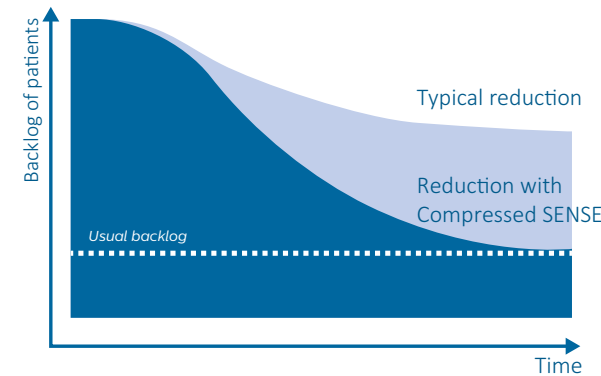 Backlog of patients
Typical reduction
Reduction with
Compressed SENSE
Usual backlog
Time